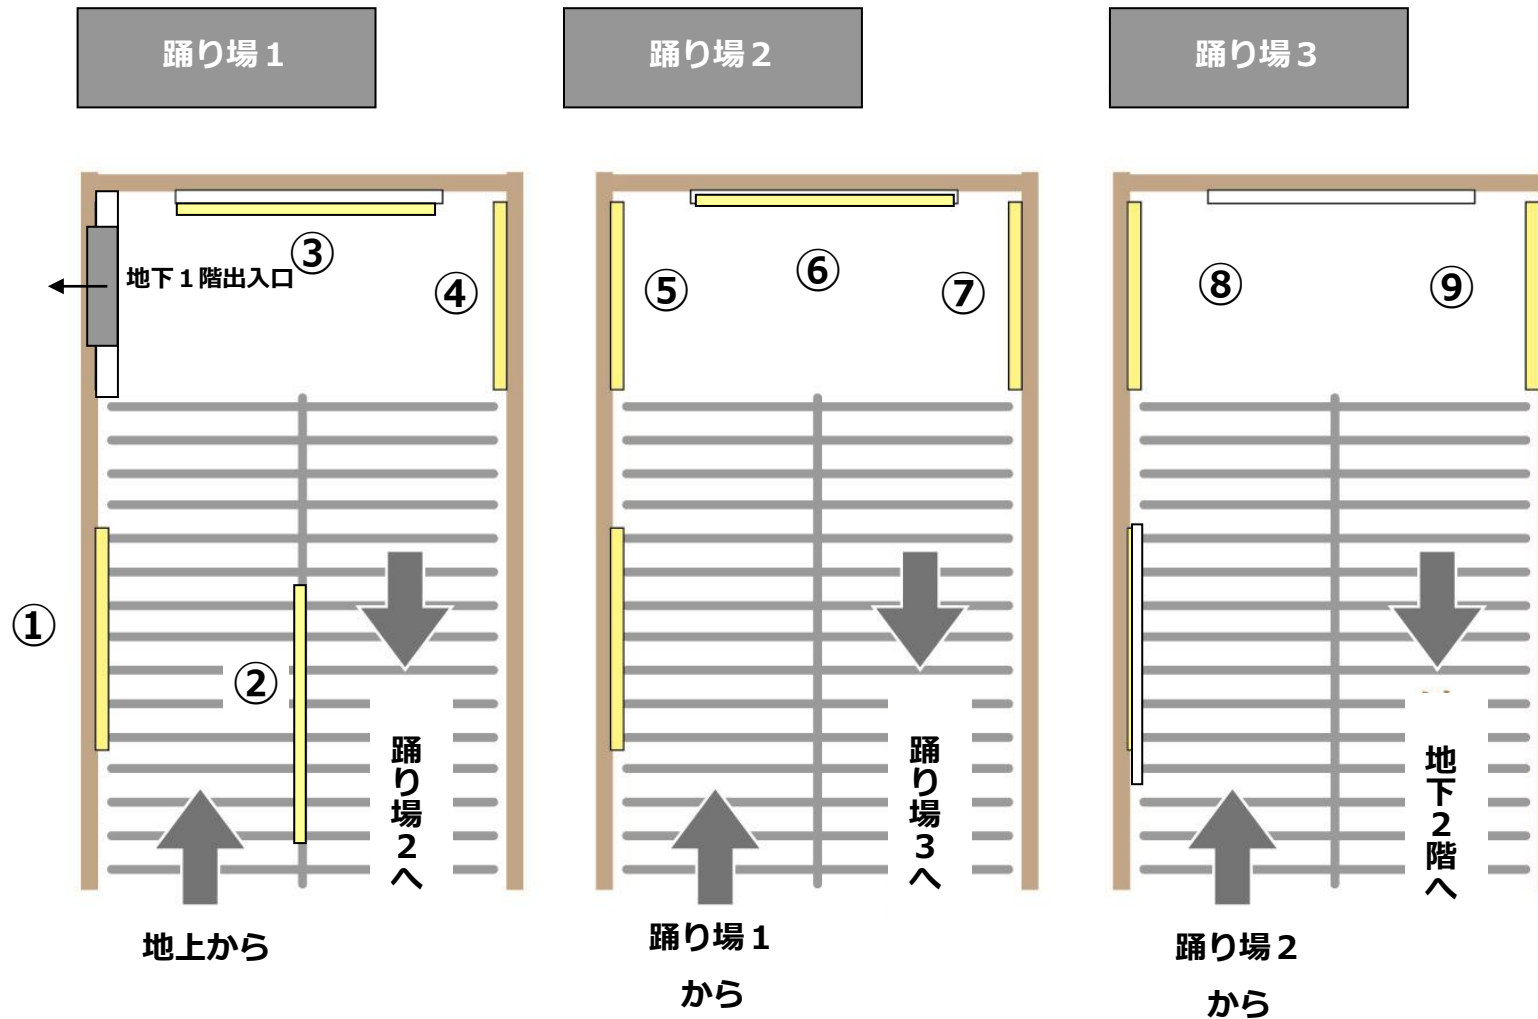 踊り場１
踊り場２
踊り場３
③
地下１階出入口
④
⑤
⑥
⑦
⑧
⑨
①
②
踊り場２へ
踊り場３へ
地下２階へ
地上から
踊り場１
から
踊り場２
から